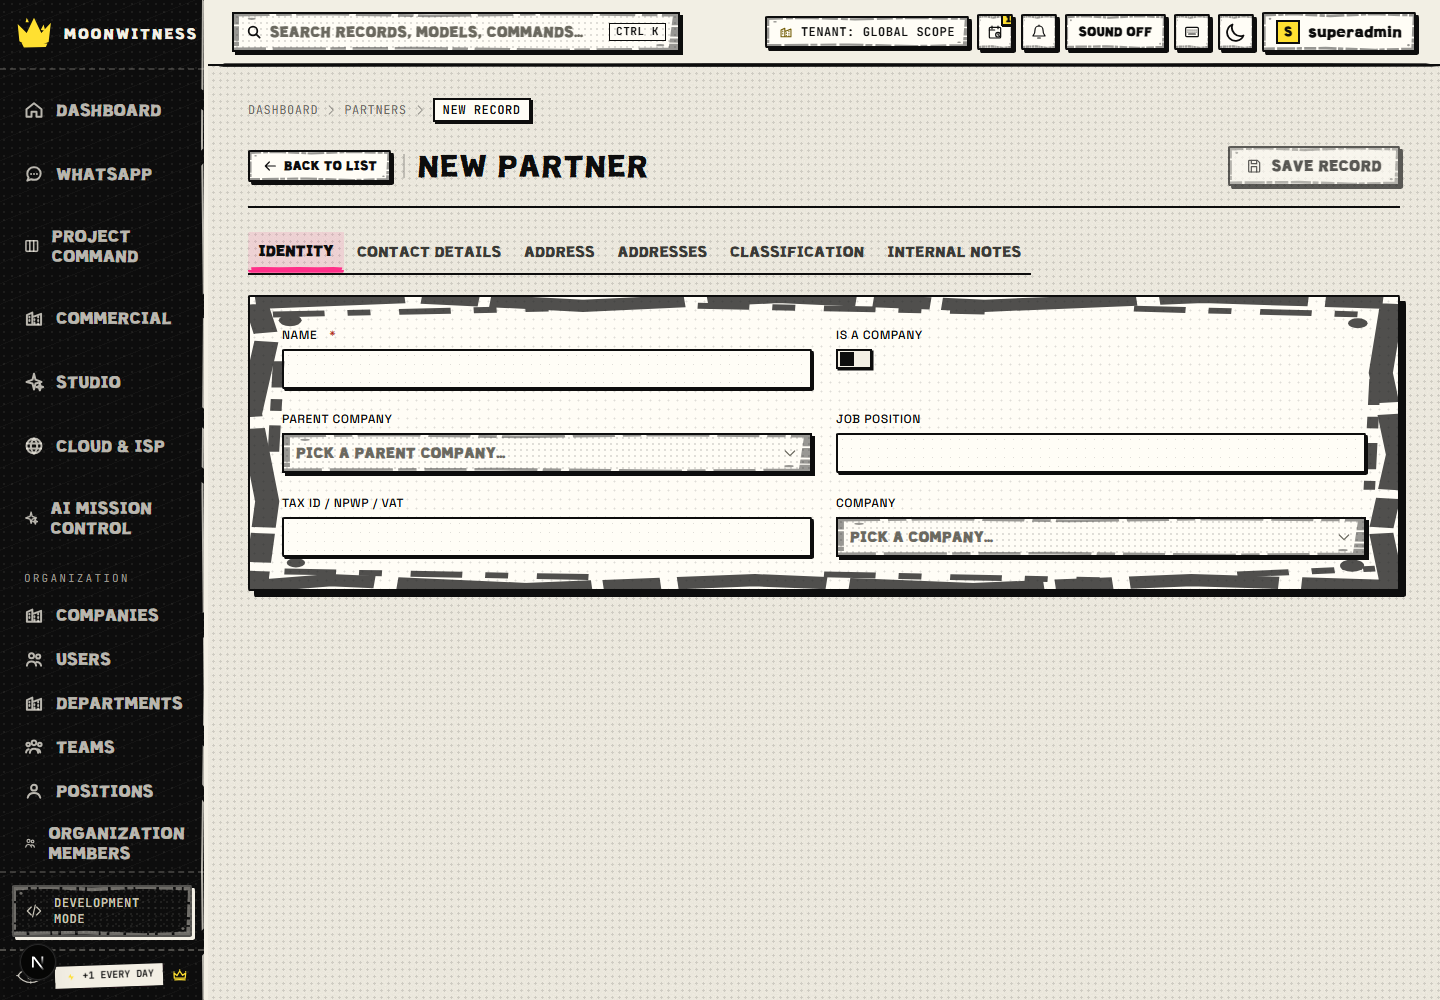 MOONWITNESS
SEARCH RECORDS, MODELS, COMMANDS...
CTRL K
TENANT: GLOBAL SCOPE
SOUND OFF
S
superadmin
DASHBOARD
WHATSAPP
PROJECT
COMMAND
COMMERCIAL
STUDIO
CLOUD & ISP
AI MISSION
CONTROL
ORGANIZATION
COMPANIES
USERS
DEPARTMENTS
TEAMS
POSITIONS
ORGANIZATION
MEMBERS
DEVELOPMENT
MODE
N
+1 EVERY DAY
DASHBOARD
PARTNERS
NEW RECORD
BACK TO LIST
NEW PARTNER
SAVE RECORD
IDENTITY
CONTACT DETAILS
ADDRESS
ADDRESSES
CLASSIFICATION
INTERNAL NOTES
NAME *
IS A COMPANY
PARENT COMPANY
PICK A PARENT COMPANY...
JOB POSITION
TAX ID / NPWP / VAT
COMPANY
PICK A COMPANY...